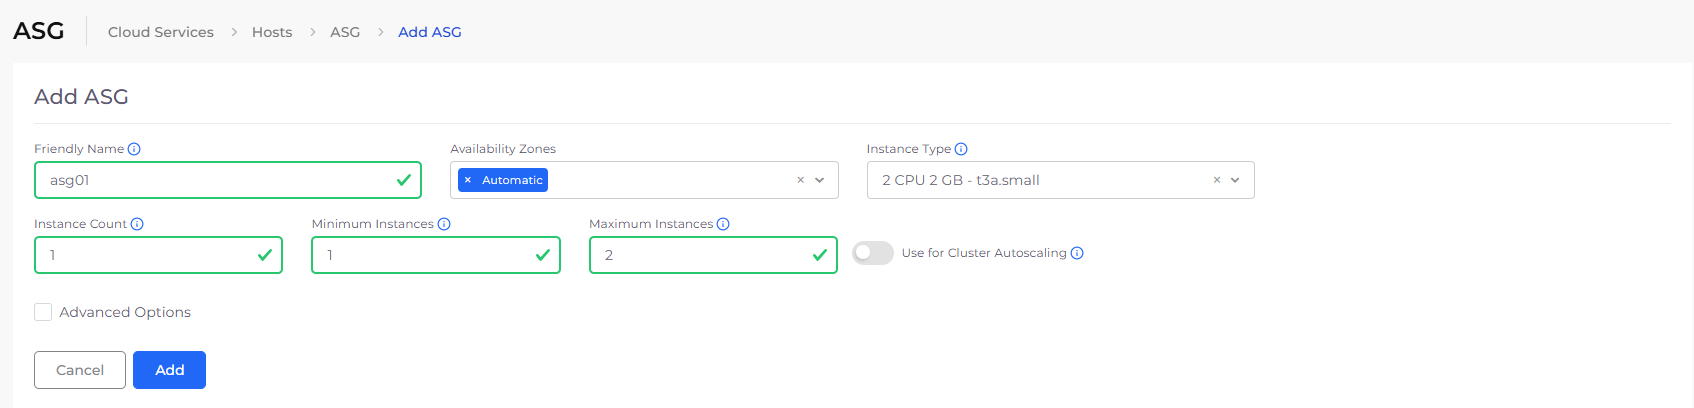 ASG Cloud Services > Hosts > ASG > Add ASG
Add ASG
Friendly Name Availability Zones Instance Type
asg01 × Automatic × 2 CPU 2 GB - t3a.small ×
Instance Count Minimum Instances Maximum Instances
1 1 2 Use for Cluster Autoscaling
Advanced Options
Cancel Add